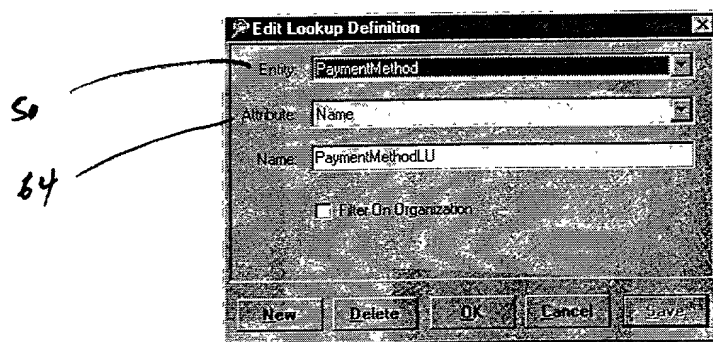 Edit Lookup Definition
Entity: PaymentMethod
50
Attribute: Name
64
Name: PaymentMethodLU
Filter On Organization
New Delete OK Cancel Save